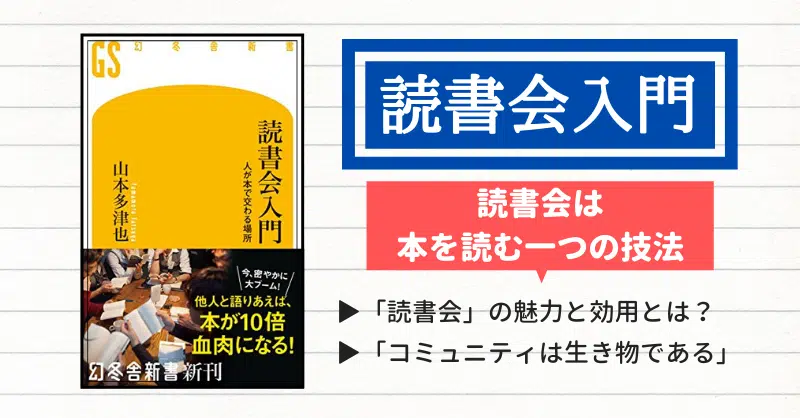 GS 幻冬舎新書
読書会入門
人が本で交わる場所
山本多津也
Yamamoto Tatsuya
今、密やかに
大ブーム!
他人と語りあえば、
本が10倍
血肉になる!
幻冬舎新書 新刊
読書会入門
読書会は
本を読む一つの技法
▶「読書会」の魅力と効用とは?
▶「コミュニティは生き物である」